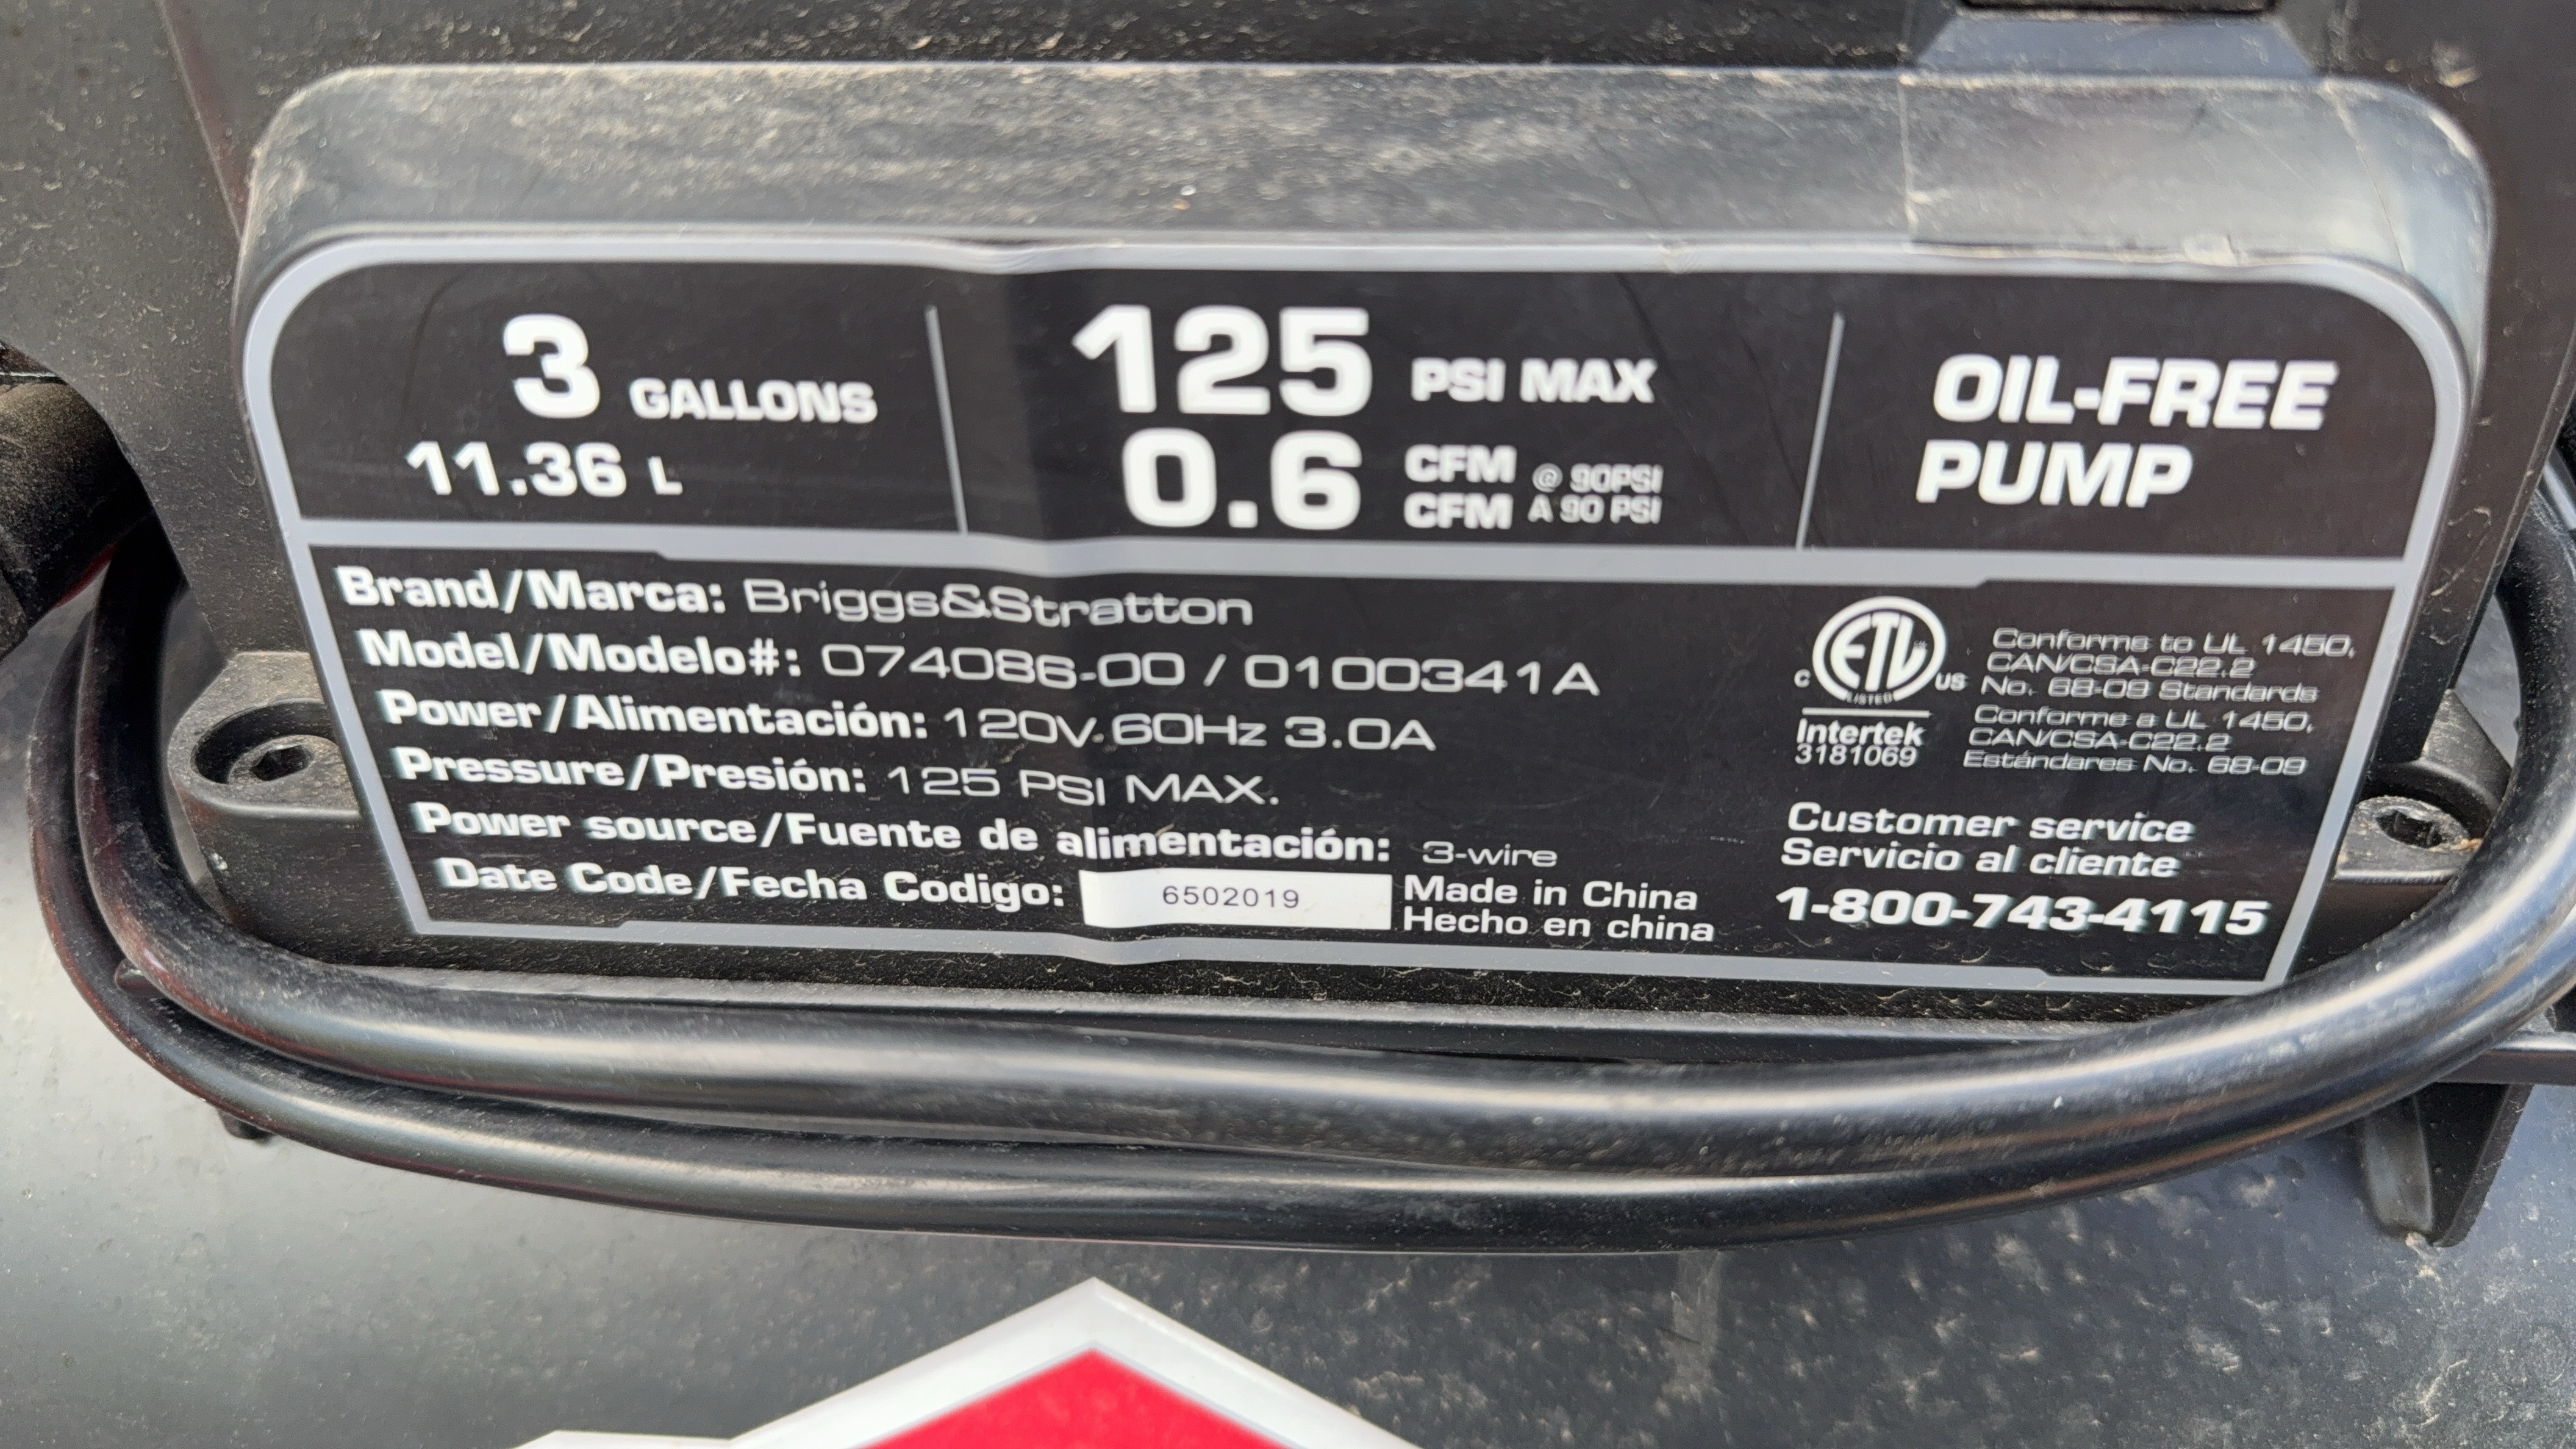 3 GALLONS
11.36 L
125 PSI MAX
0.6 CFM @ 90PSI
CFM A 90 PSI
OIL-FREE
PUMP
Brand/Marca: Briggs&Stratton
Model/Modelo#: 074086-00 / 0100341A
Power/Alimentación: 120V 60Hz 3.0A
Pressure/Presión: 125 PSI MAX.
Power source/Fuente de alimentación: 3-wire
Date Code/Fecha Codigo: 6502019
Made in China
Hecho en china
C ETL US
LISTED
Intertek
3181069
Conforms to UL 1450,
CAN/CSA-C22.2
No. 68-09 Standards
Conforme a UL 1450,
CAN/CSA-C22.2
Estándares No. 68-09
Customer service
Servicio al cliente
1-800-743-4115